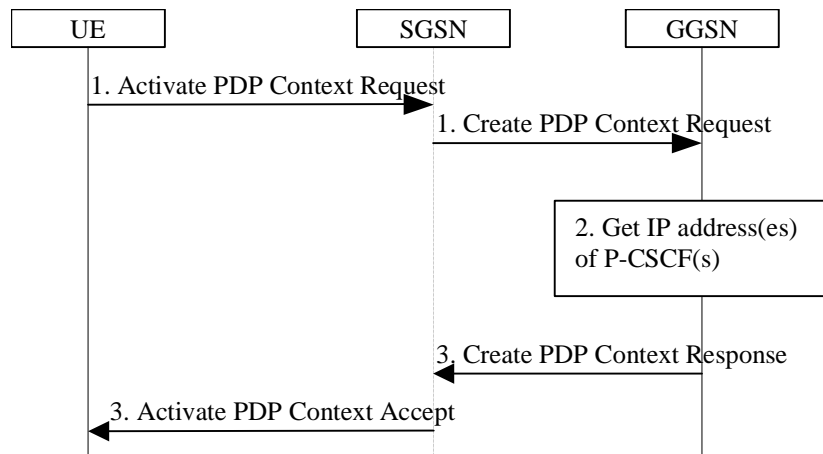 UE
SGSN
GGSN
1. Activate PDP Context Request
1. Create PDP Context Request
2. Get IP address(es)
of P-CSCF(s)
3. Create PDP Context Response
3. Activate PDP Context Accept